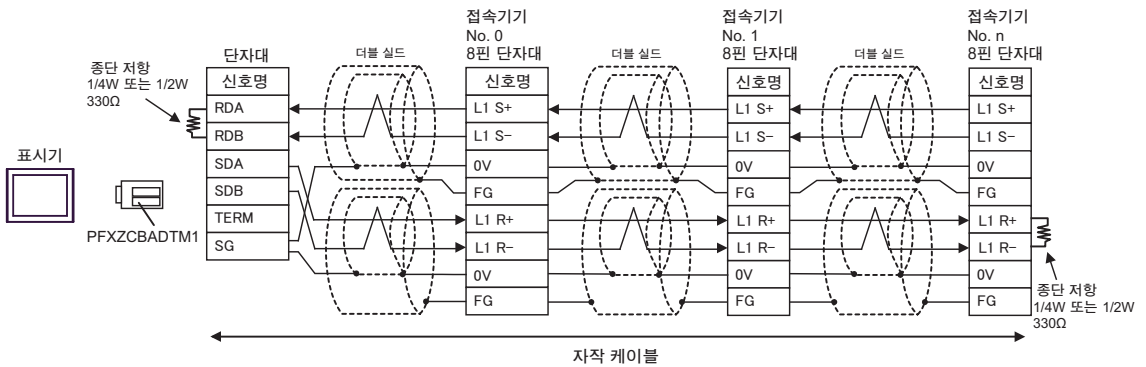 종단 저항
1/4W 또는 1/2W
330Ω
표시기
PFXZCBADTM1
단자대
신호명
RDA
RDB
SDA
SDB
TERM
SG
더블 실드
접속기기
No. 0
8핀 단자대
신호명
L1 S+
L1 S-
0V
FG
L1 R+
L1 R-
0V
FG
더블 실드
접속기기
No. 1
8핀 단자대
신호명
L1 S+
L1 S-
0V
FG
L1 R+
L1 R-
0V
FG
더블 실드
접속기기
No. n
8핀 단자대
신호명
L1 S+
L1 S-
0V
FG
L1 R+
L1 R-
0V
FG
종단 저항
1/4W 또는 1/2W
330Ω
자작 케이블